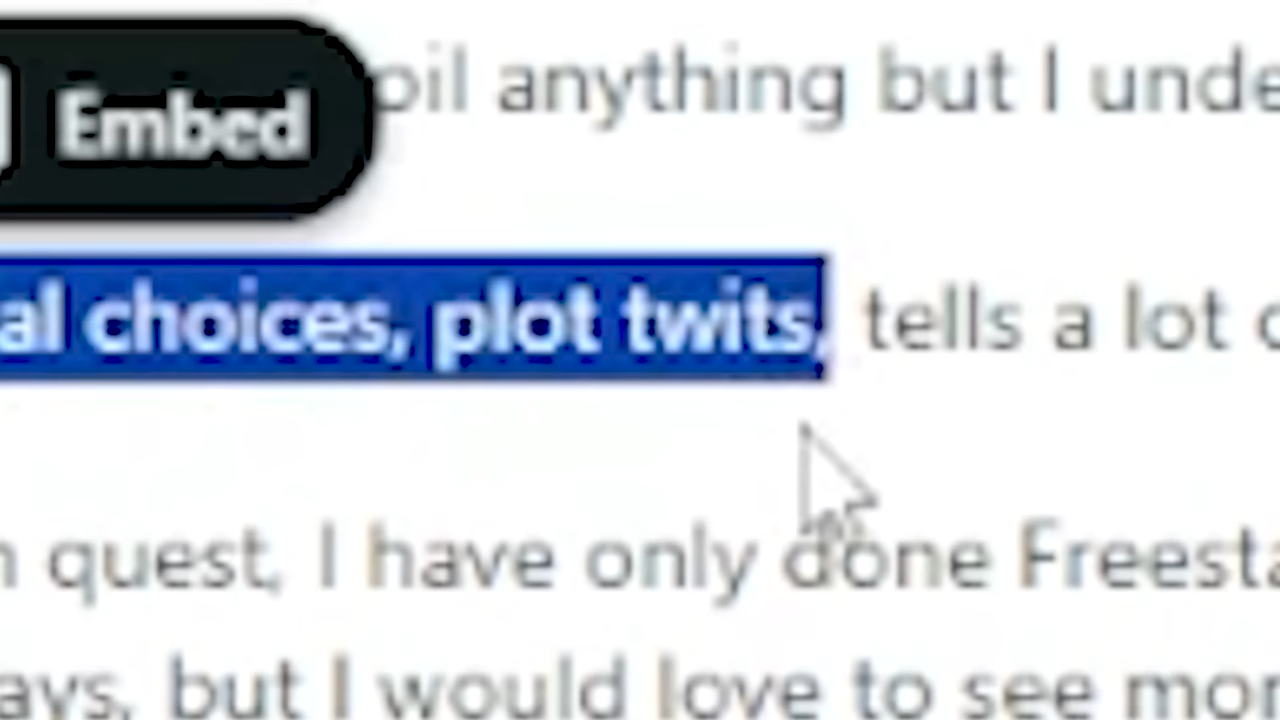 Embed
oil anything but I unde
al choices, plot twits, tells a lot
quest, I have only done Freesta
ays, but I would love to see mor